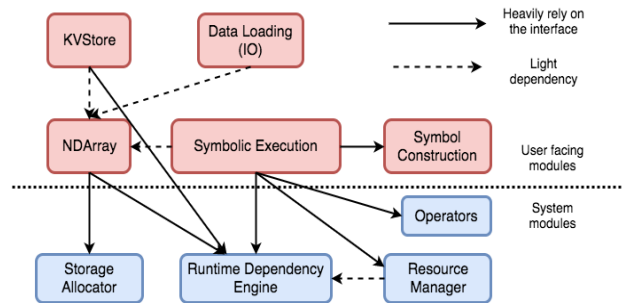 KVStore
Data Loading
(IO)
Heavily rely on
the interface
Light
dependency
NDArray
Symbolic Execution
Symbol
Construction
User facing
modules
System
modules
Operators
Storage
Allocator
Runtime Dependency
Engine
Resource
Manager